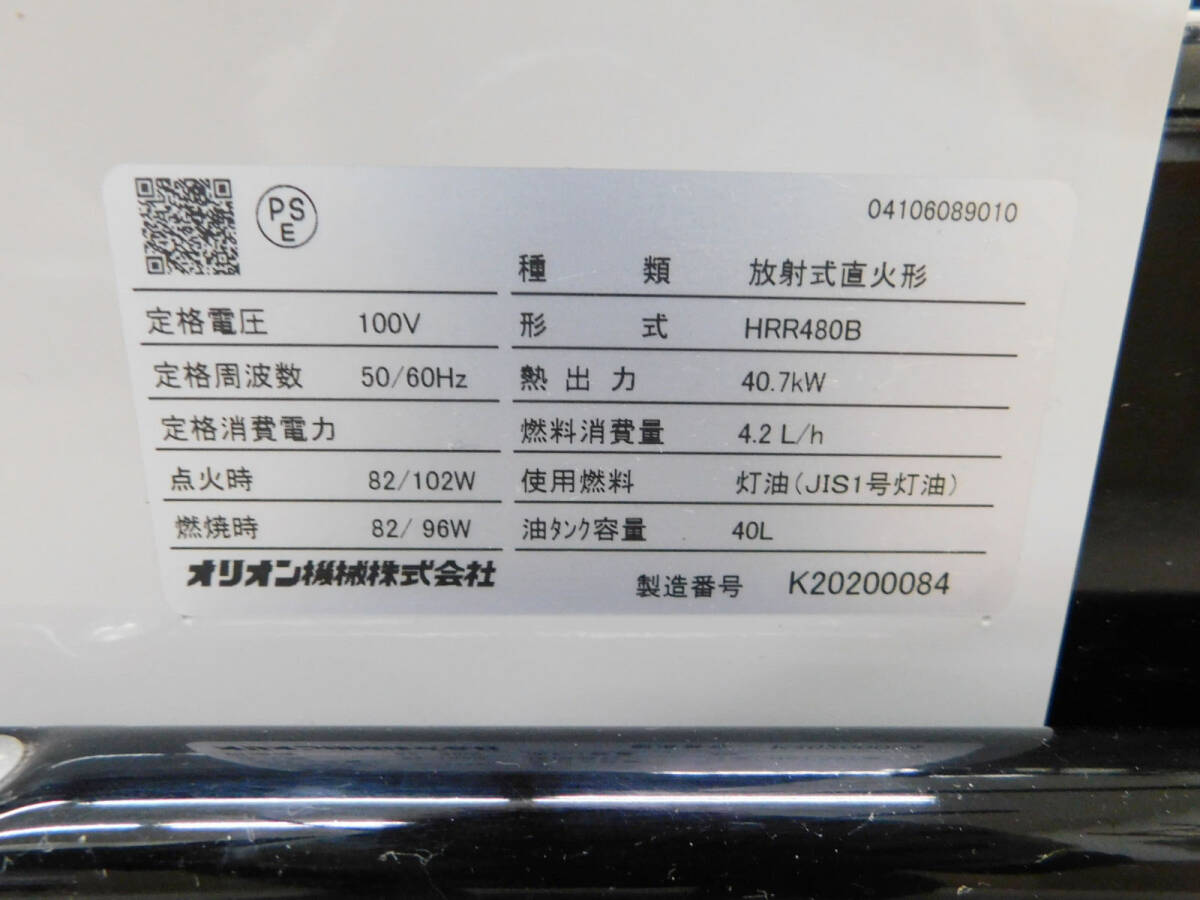 PS
E
04106089010
種類 放射式直火形
定格電圧 100V
形式 HRR480B
定格周波数 50/60Hz
熱出力 40.7kW
定格消費電力
燃料消費量 4.2 L/h
点火時 82/102W
使用燃料 灯油(JIS1号灯油)
燃焼時 82/ 96W
油タンク容量 40L
オリオン機械株式会社
製造番号 K20200084